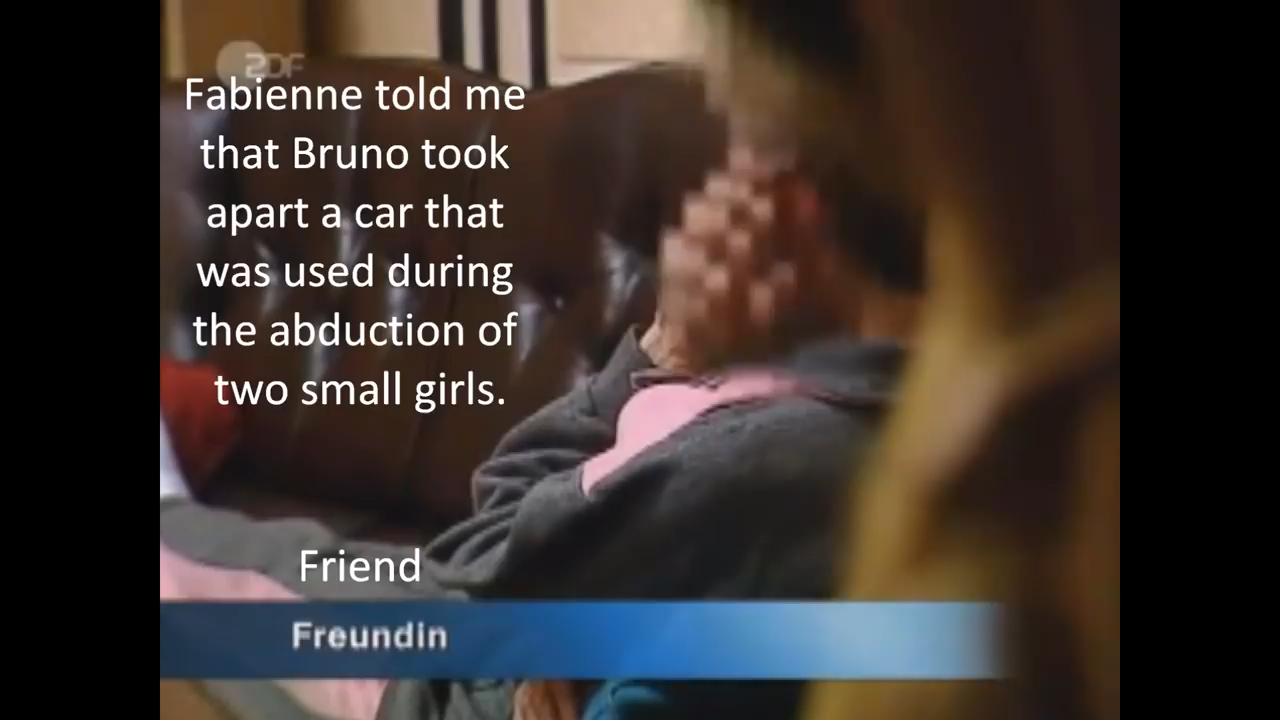 ZDF
Fabienne told me
that Bruno took
apart a car that
was used during
the abduction of
two small girls.
Friend
Freundin